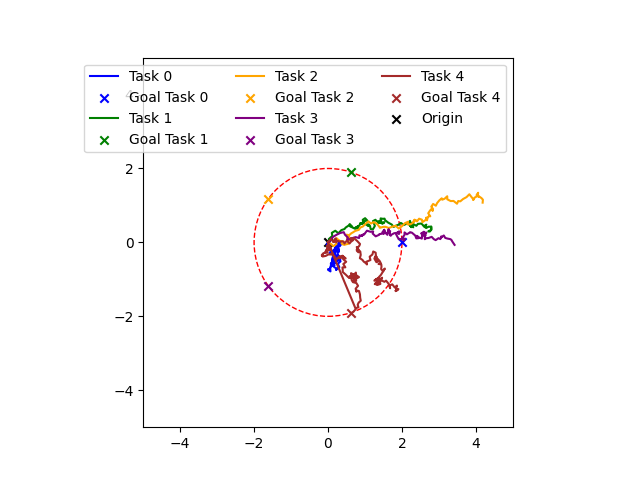 Task 0
Goal Task 0
Task 1
Goal Task 1
Task 2
Goal Task 2
Task 3
Goal Task 3
Task 4
Goal Task 4
Origin
4
2
0
−2
−4
−4 −2 0 2 4